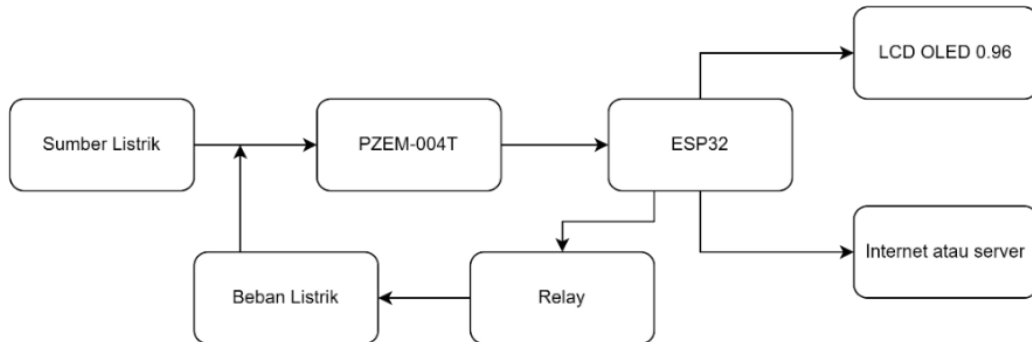 LCD OLED 0.96
Sumber Listrik
PZEM-004T
ESP32
Internet atau server
Beban Listrik
Relay